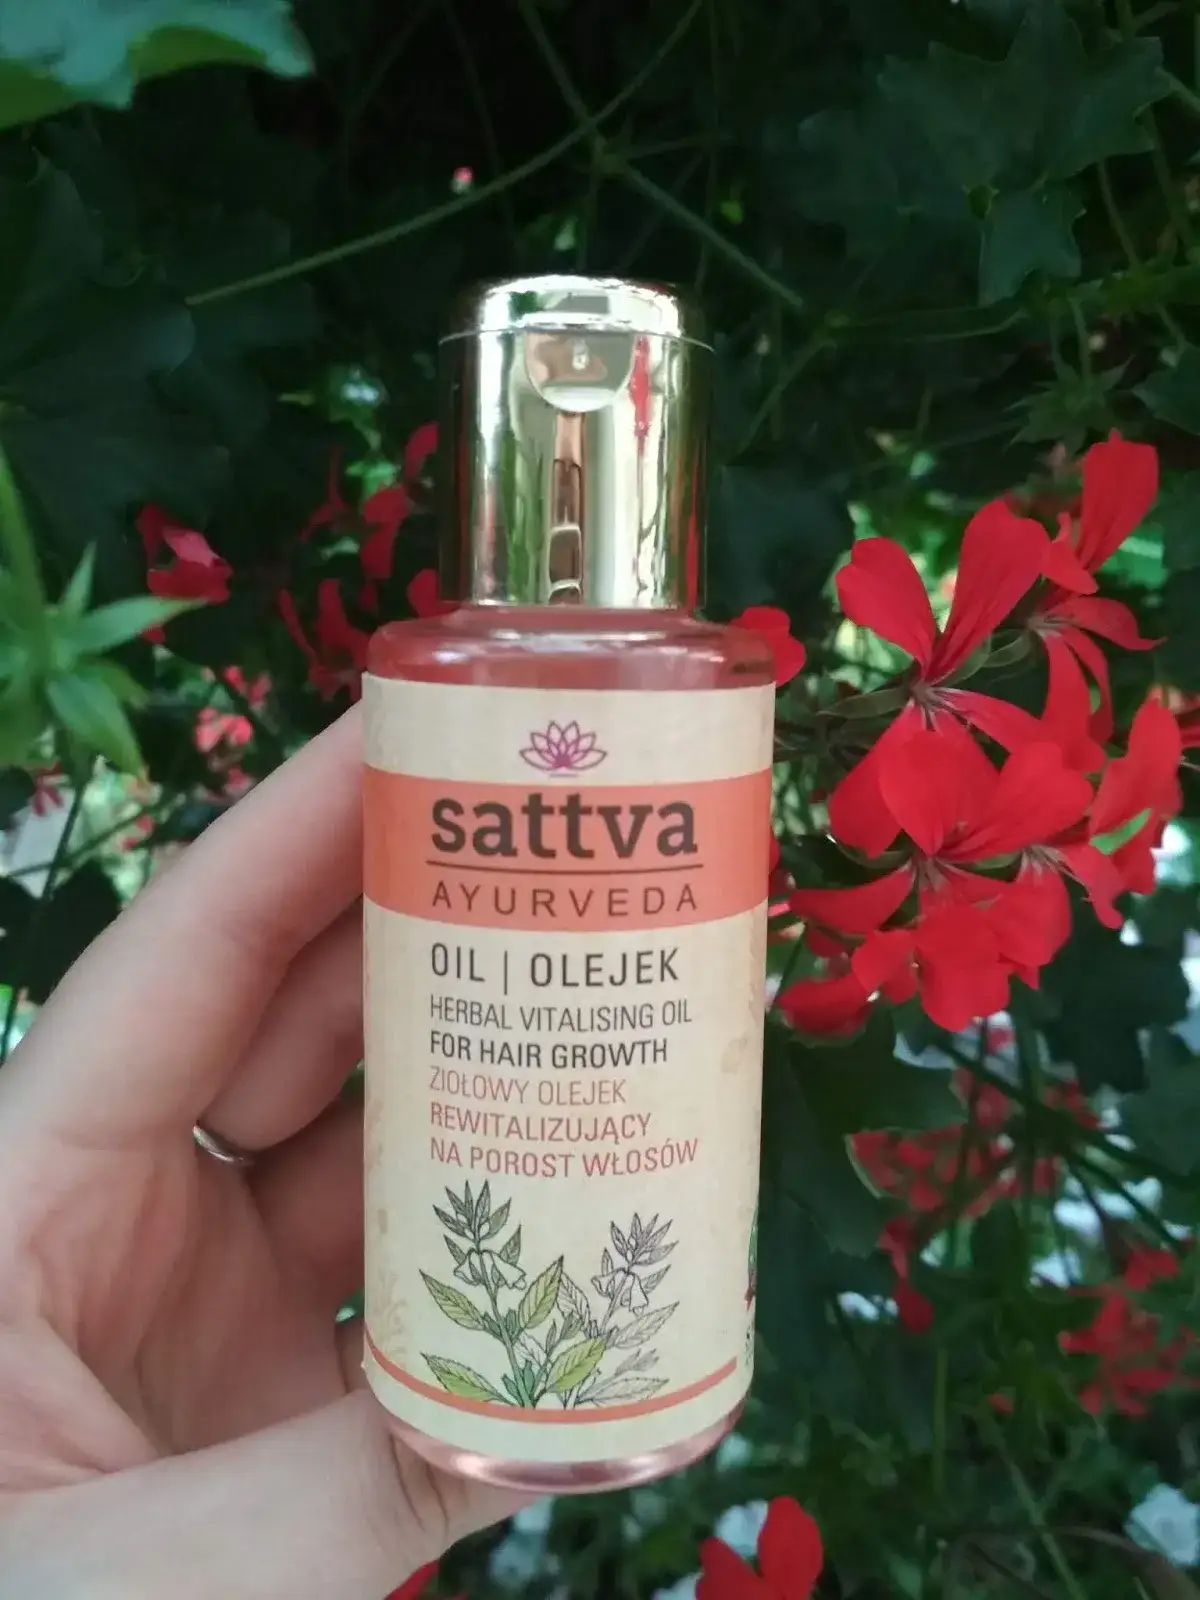 sattva
AYURVEDA
OIL | OLEJEK
HERBAL VITALISING OIL
FOR HAIR GROWTH
ZIOŁOWY OLEJEK
REWITALIZUJĄCY
NA POROST WŁOSÓW